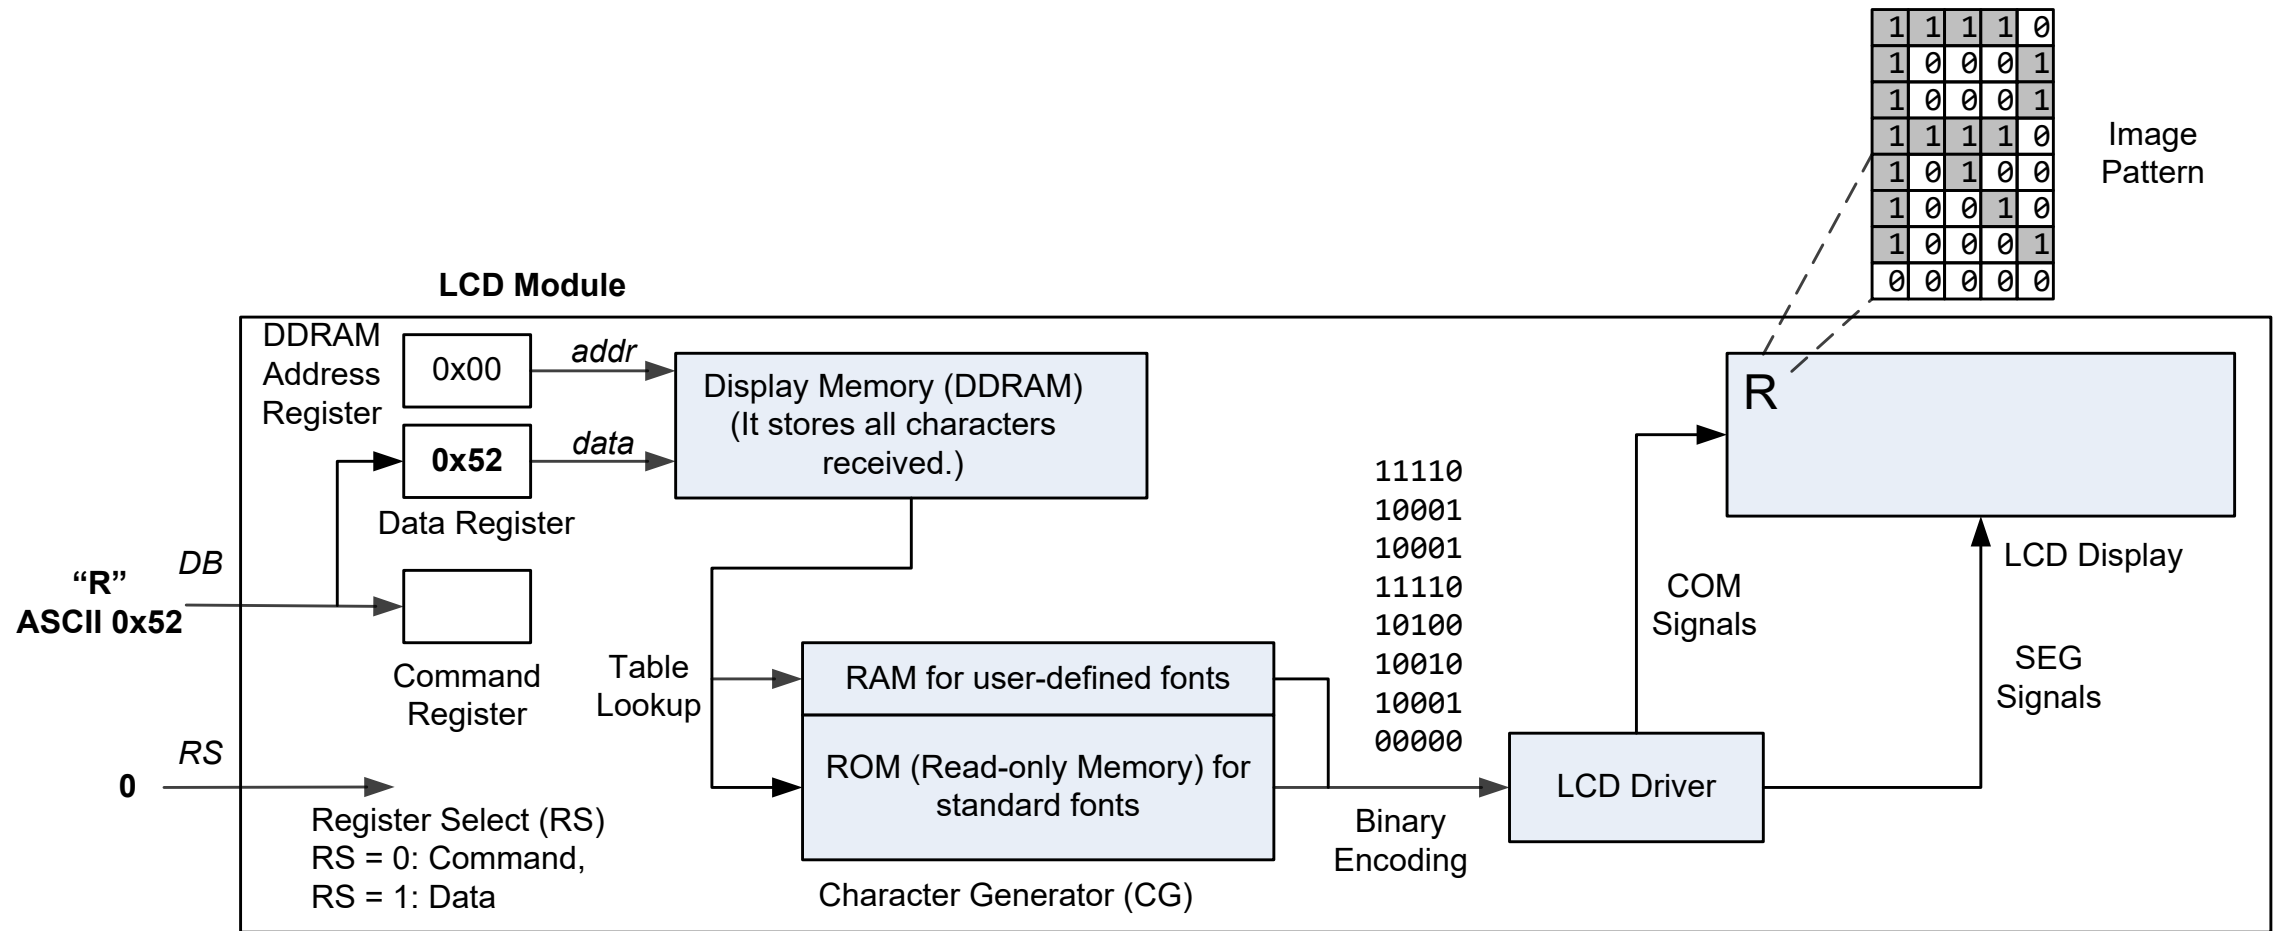 1 1 1 1 0
1 0 0 0 1
1 0 0 0 1
1 1 1 1 0
1 0 1 0 0
1 0 0 1 0
1 0 0 0 1
0 0 0 0 0
Image
Pattern
LCD Module
DDRAM
Address
Register
0x00
addr
0x52
data
Data Register
Display Memory (DDRAM)
(It stores all characters
received.)
R
LCD Display
“R”
ASCII 0x52
DB
Command
Register
0
RS
Register Select (RS)
RS = 0: Command,
RS = 1: Data
Table
Lookup
RAM for user-defined fonts
ROM (Read-only Memory) for
standard fonts
Character Generator (CG)
11110
10001
10001
11110
10100
10010
10001
00000
Binary
Encoding
LCD Driver
COM
Signals
SEG
Signals